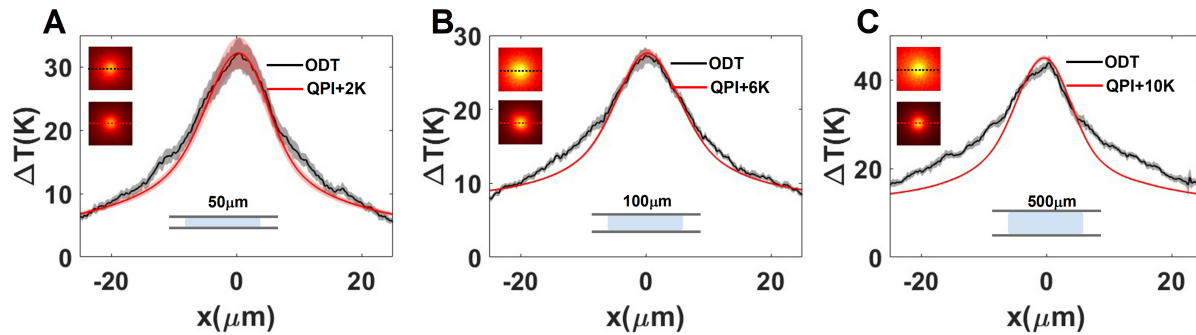 A
ΔT(K)
30
20
10
0
ODT
QPI+2K
50μm
-20
0
20
x(μm)
B
ΔT(K)
30
20
10
0
ODT
QPI+6K
100μm
-20
0
20
x(μm)
C
ΔT(K)
40
20
0
ODT
QPI+10K
500μm
-20
0
20
x(μm)